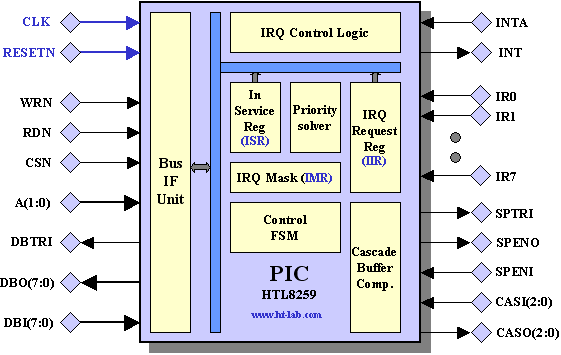 CLK
RESETN
WRN
RDN
CSN
A(1:0)
DBTRI
DBO(7:0)
DBI(7:0)
Bus
IF
Unit
IRQ Control Logic
In
Service
Reg
(ISR)
Priority
solver
IRQ
Request
Reg
(IIR)
IRQ Mask (IMR)
Control
FSM
Cascade
Buffer
Comp.
PIC
HTL8259
www.ht-lab.com
INTA
INT
IR0
IR1
IR7
SPTRI
SPENO
SPENI
CASI(2:0)
CASO(2:0)